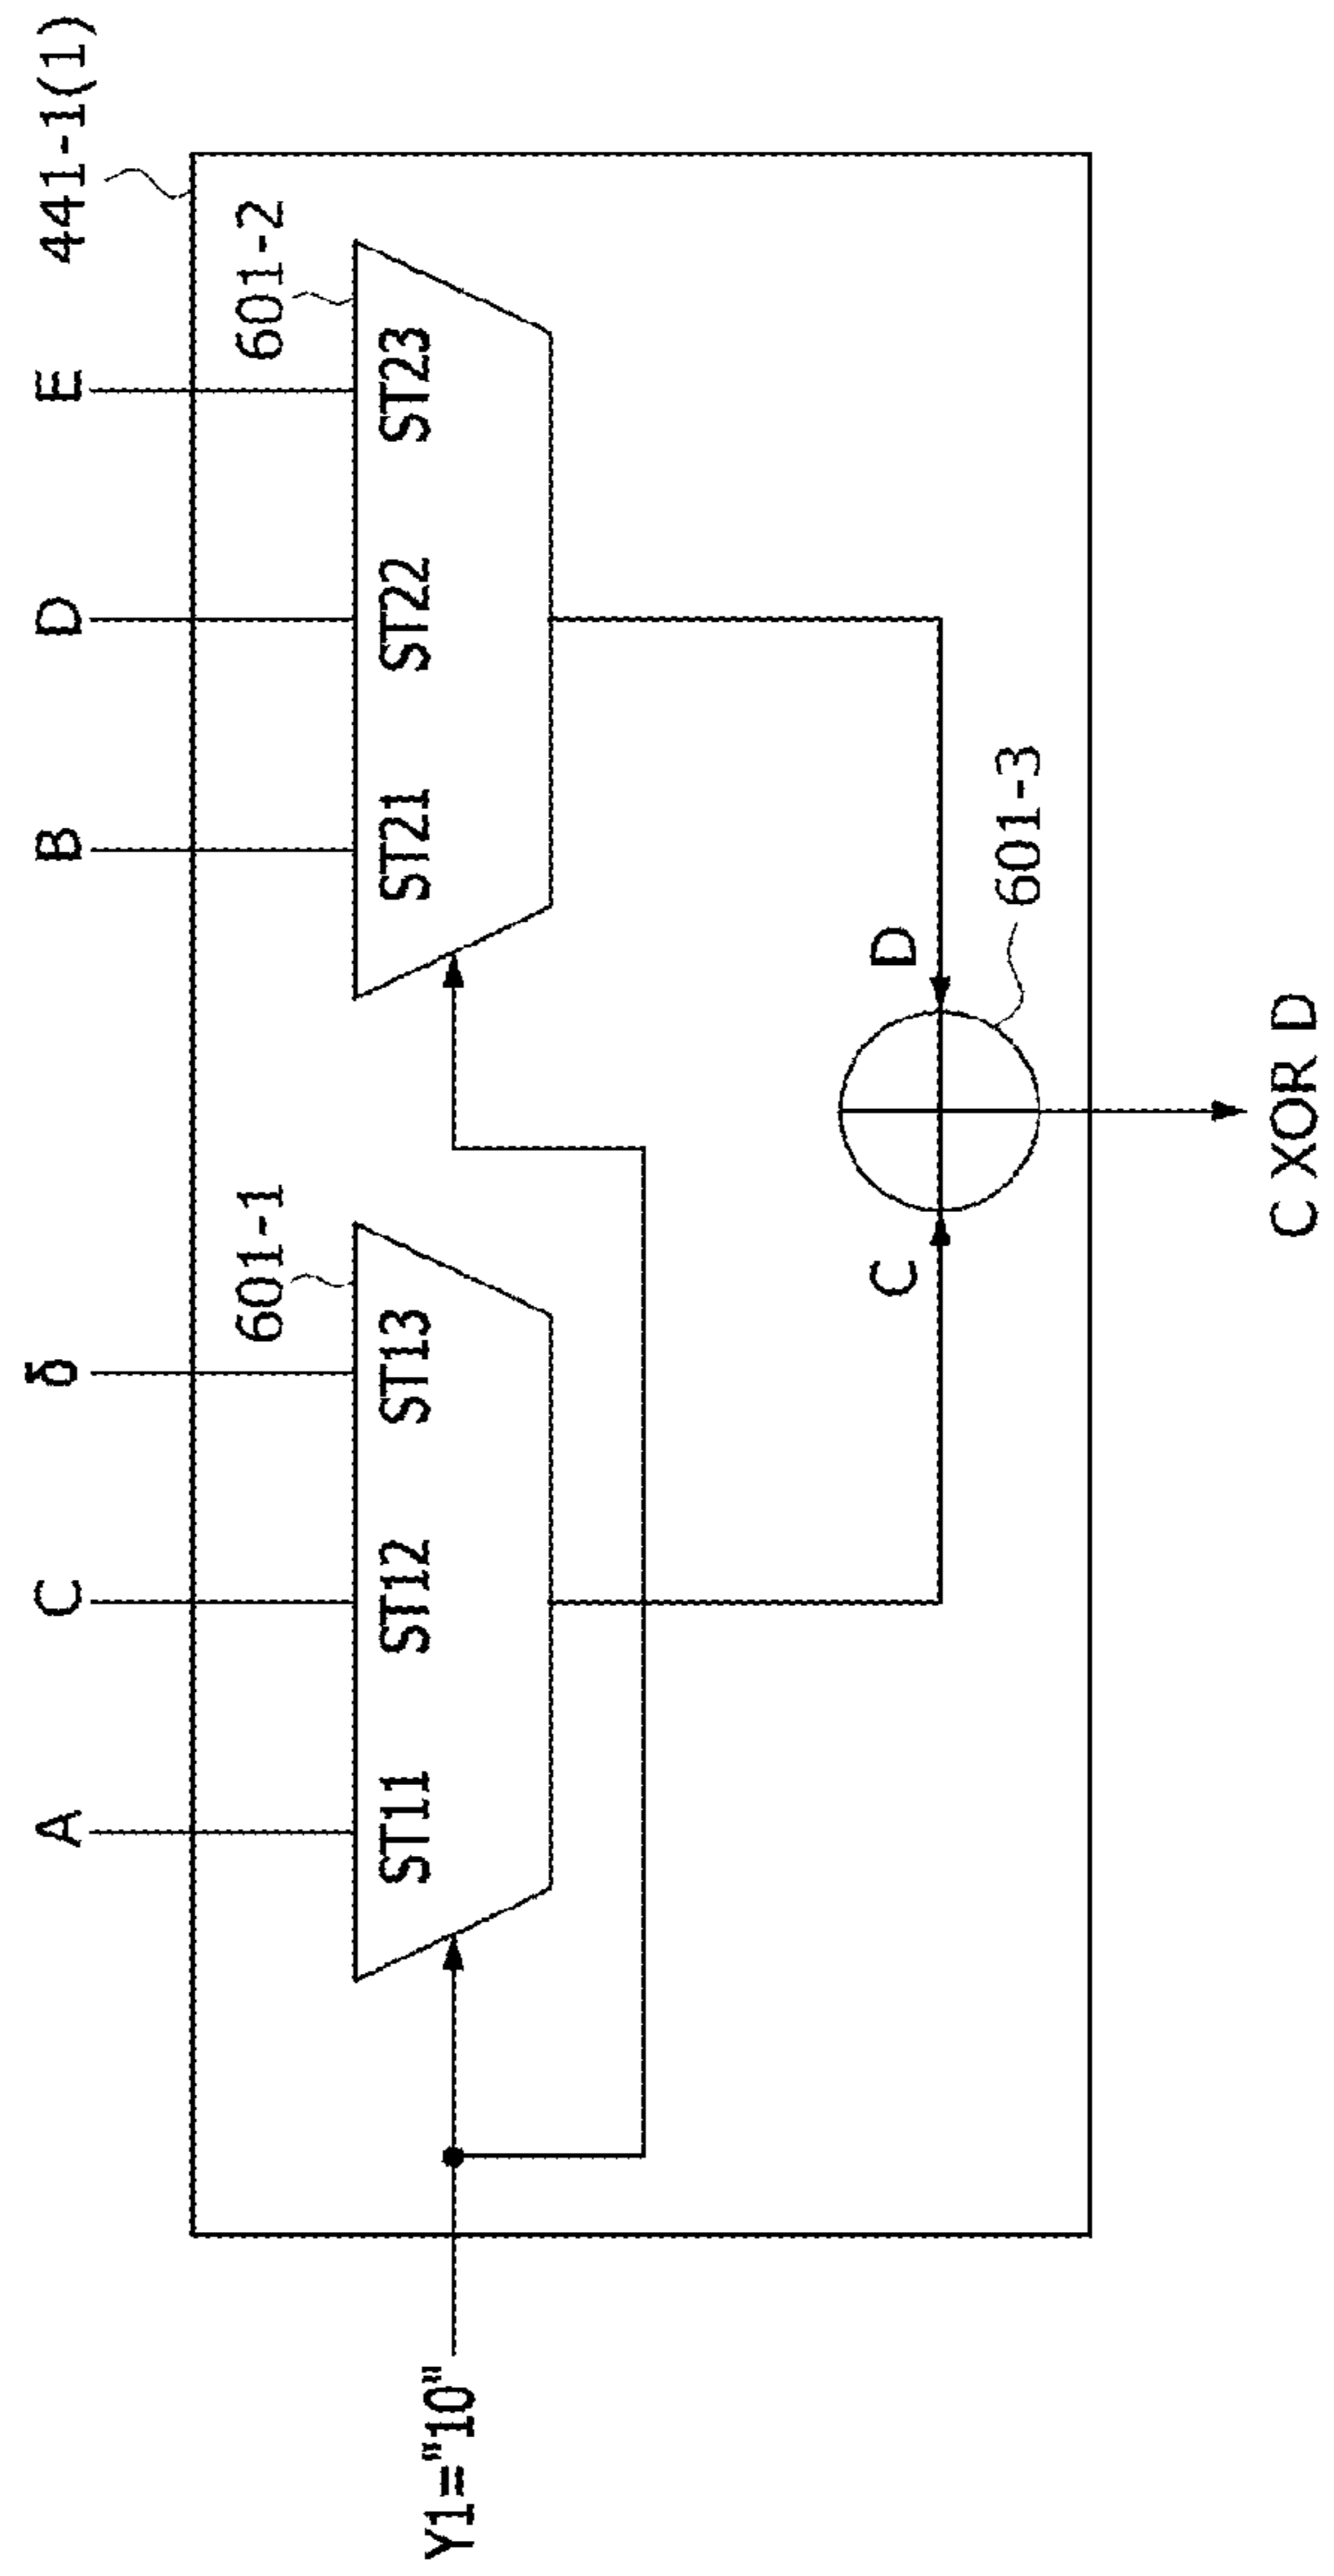 441-1(1)
A
C
δ
B
D
E
601-1
601-2
ST11
ST12
ST13
ST21
ST22
ST23
Y1="10"
C
D
601-3
C XOR D